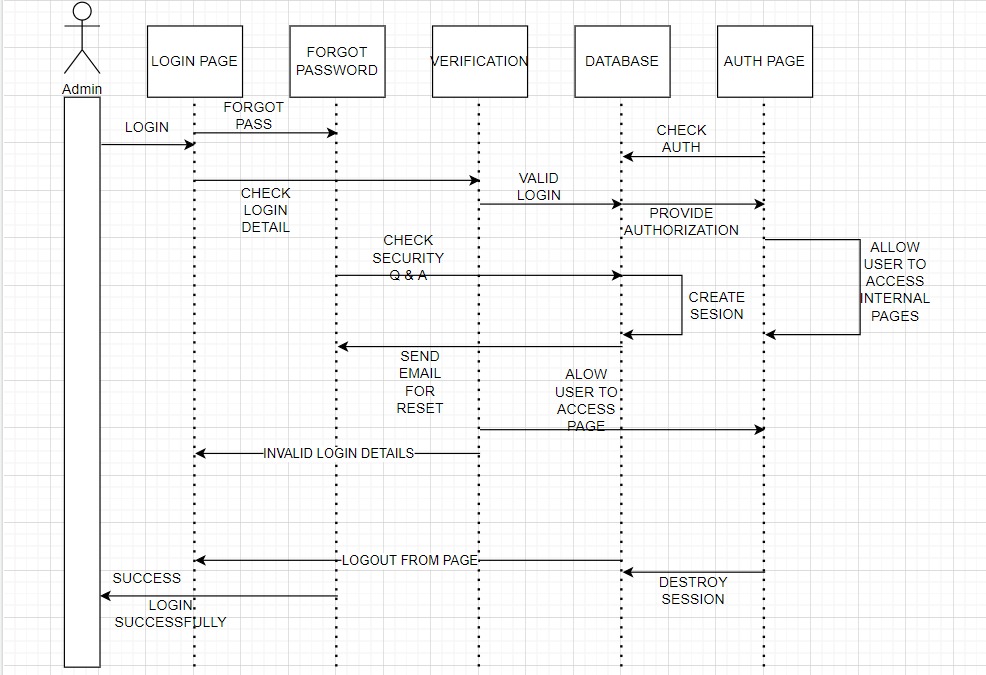 Admin
LOGIN PAGE
FORGOT
PASSWORD
VERIFICATION
DATABASE
AUTH PAGE
FORGOT
PASS
LOGIN
CHECK
AUTH
CHECK
LOGIN
DETAIL
VALID
LOGIN
PROVIDE
AUTHORIZATION
CHECK
SECURITY
Q & A
ALLOW
USER TO
ACCESS
INTERNAL
PAGES
CREATE
SESION
SEND
EMAIL
FOR
RESET
ALOW
USER TO
ACCESS
PAGE
INVALID LOGIN DETAILS
LOGOUT FROM PAGE
DESTROY
SESSION
SUCCESS
LOGIN
SUCCESSFULLY